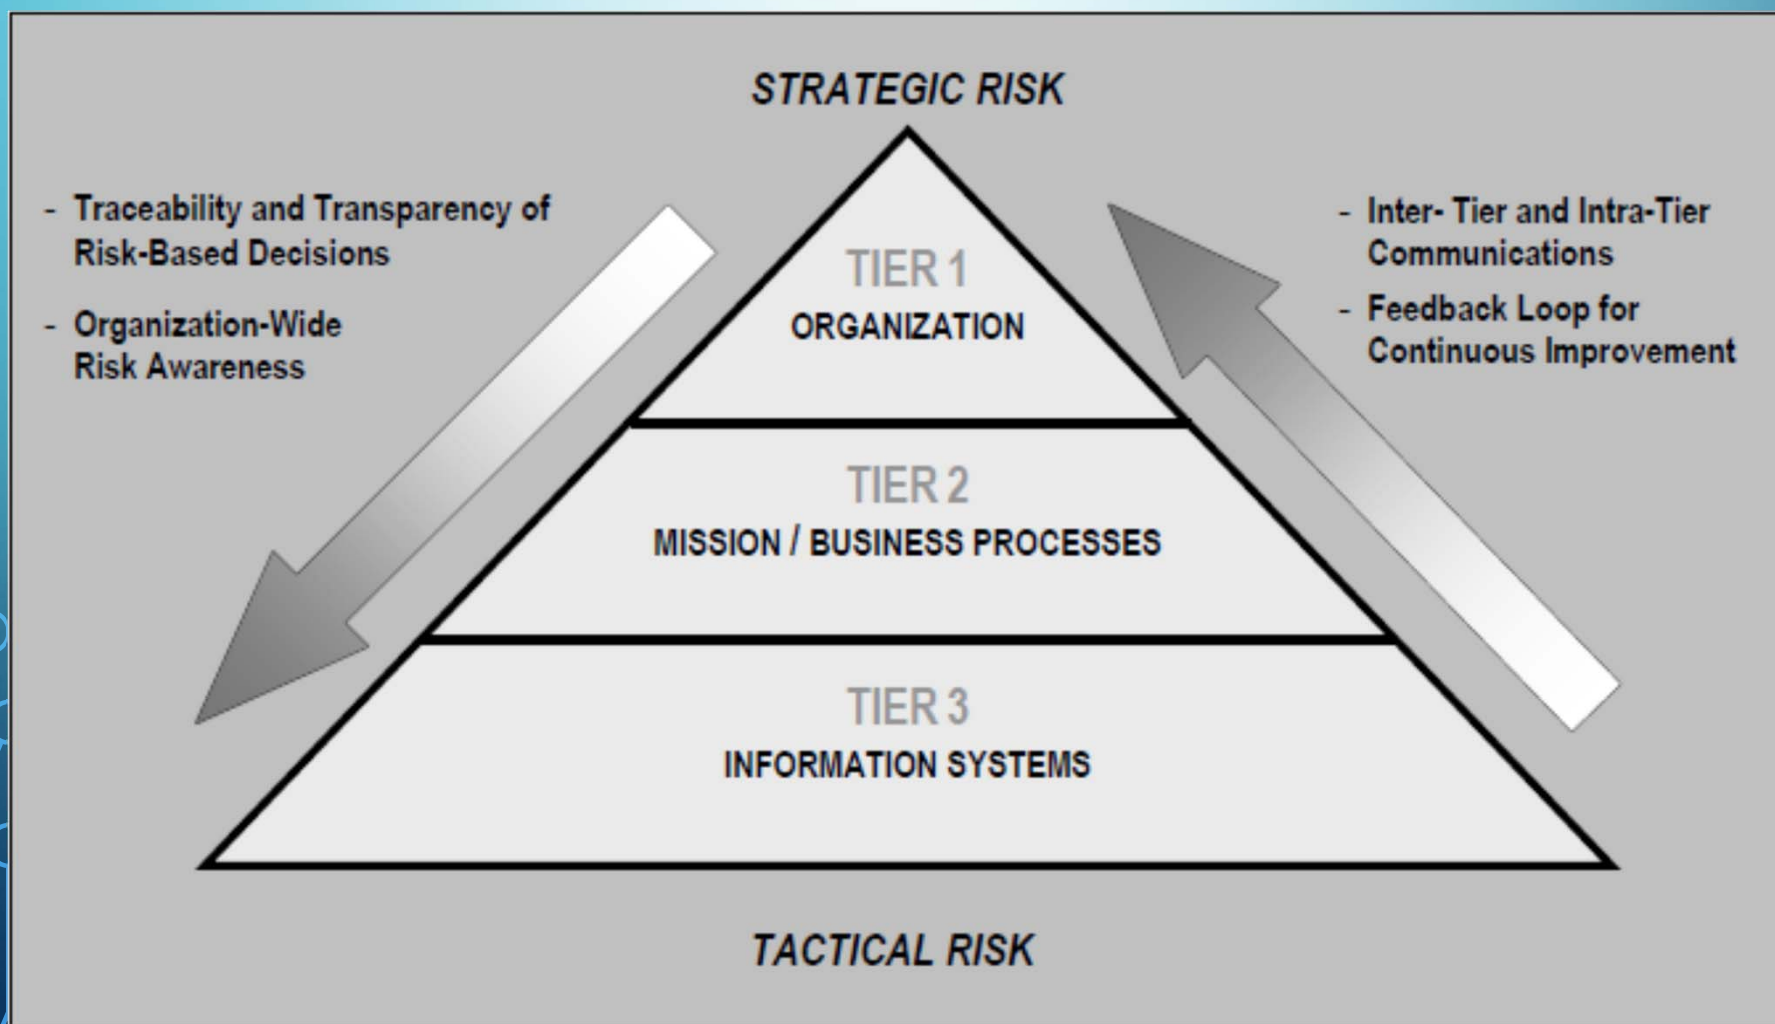 STRATEGIC RISK
- Traceability and Transparency of
Risk-Based Decisions
- Organization-Wide
Risk Awareness
- Inter- Tier and Intra-Tier
Communications
- Feedback Loop for
Continuous Improvement
TIER 1
ORGANIZATION
TIER 2
MISSION / BUSINESS PROCESSES
TIER 3
INFORMATION SYSTEMS
TACTICAL RISK